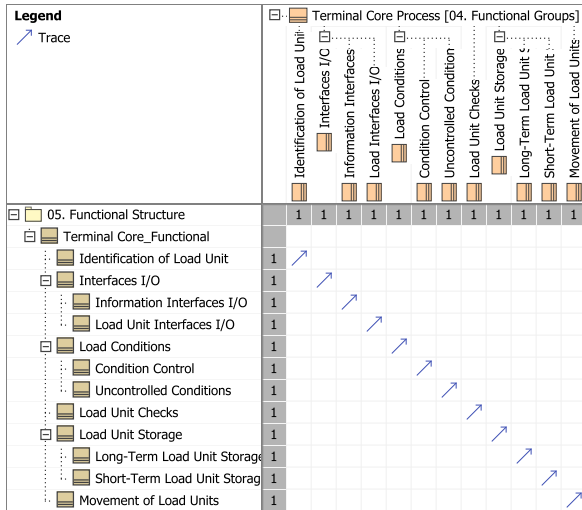 Legend
Trace
Terminal Core Process [04. Functional Groups]
Identification of Load Unit
Interfaces I/O
Information Interfaces
Load Interfaces I/O
Load Conditions
Condition Control
Uncontrolled Condition
Load Unit Checks
Load Unit Storage
Long-Term Load Unit S
Short-Term Load Unit
Movement of Load Units
05. Functional Structure
1 1 1 1 1 1 1 1 1 1 1 1
Terminal Core_Functional
Identification of Load Unit 1
Interfaces I/O 1
Information Interfaces I/O 1
Load Unit Interfaces I/O 1
Load Conditions 1
Condition Control 1
Uncontrolled Conditions 1
Load Unit Checks 1
Load Unit Storage 1
Long-Term Load Unit Storage 1
Short-Term Load Unit Storag 1
Movement of Load Units 1